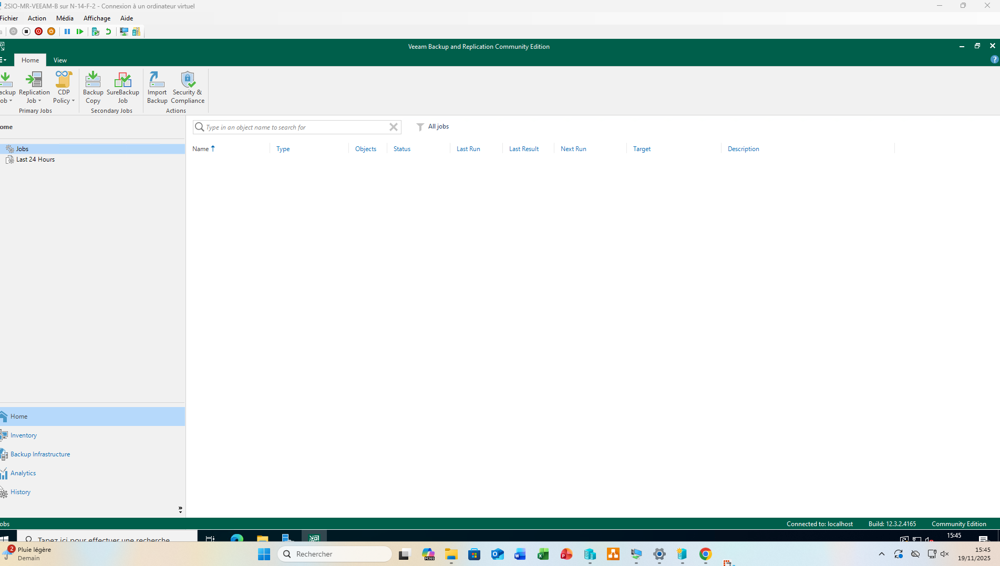 2SIO-MR-VEEAM-B sur N-14-F-2 - Connexion à un ordinateur virtuel
Fichier Action Média Affichage Aide
Veeam Backup and Replication Community Edition
Home View
ackup Replication CDP Backup SureBackup Import Security &
ob Job Policy Copy Job Backup Compliance
Primary Jobs Secondary Jobs Actions
ome
Type in an object name to search for
All jobs
Jobs
Last 24 Hours
Name Type Objects Status Last Run Last Result Next Run Target Description
Home
Inventory
Backup Infrastructure
Analytics
History
obs
Connected to: localhost Build: 12.3.2.4165 Community Edition
Tapez ici pour effectuer une recherche
15:45
2
Pluie légère
Demain
Rechercher
M365
15:45
19/11/2025